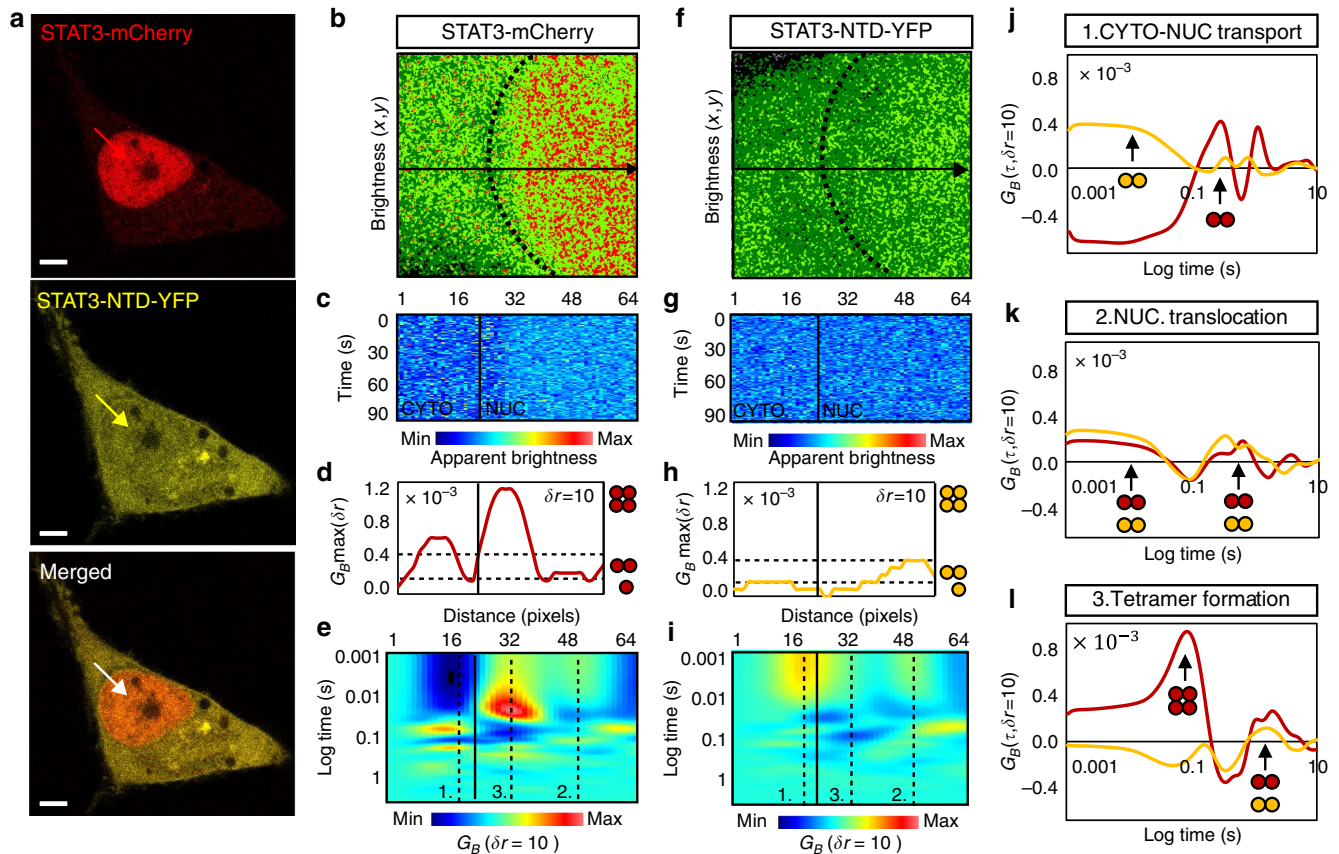 a
STAT3-mCherry
STAT3-NTD-YFP
Merged
b
STAT3-mCherry
Brightness (x,y)
1 16 32 48 64
c
0
30
60
90
Time (s)
CYTO NUC
Min Max
Apparent brightness
d
1.2
0.8
0.4
0.0
× 10⁻³
δr=10
G_B max(δr)
Distance (pixels)
e
1 16 32 48 64
0.001
0.01
0.1
1
Log time (s)
1. 3. 2.
Min Max
G_B (δr = 10 )
f
STAT3-NTD-YFP
Brightness (x,y)
1 16 32 48 64
g
0
30
60
90
Time (s)
CYTO. NUC
Min Max
Apparent brightness
h
1.2
0.8
0.4
0.0
× 10⁻³
δr=10
G_B max(δr)
Distance (pixels)
i
1 16 32 48 64
0.001
0.01
0.1
1
Log time (s)
1. 3. 2.
Min Max
G_B (δr = 10 )
j
1.CYTO-NUC transport
0.8
0.4
0.0
–0.4
× 10⁻³
0.001 0.1 10
G_B(τ,δr=10)
Log time (s)
k
2.NUC. translocation
0.8
0.4
0.0
–0.4
× 10⁻³
0.001 0.1 10
G_B(τ,δr=10)
Log time (s)
l
3.Tetramer formation
0.8
0.4
0.0
–0.4
× 10⁻³
0.001 0.1 10
G_B(τ,δr=10)
Log time (s)